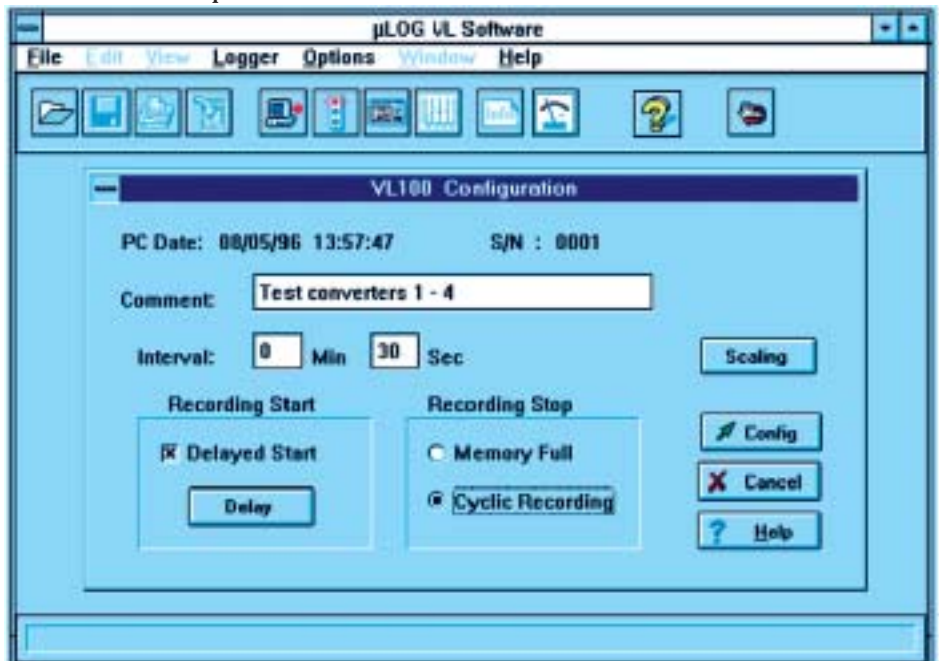 µLOG VL Software
File Edit View Logger Options Window Help
VL100 Configuration
PC Date: 08/05/96 13:57:47 S/N : 0001
Comment: Test converters 1 - 4
Interval: 0 Min 30 Sec
Scaling
Recording Start
Delayed Start
Delay
Recording Stop
Memory Full
Cyclic Recording
Config
Cancel
Help